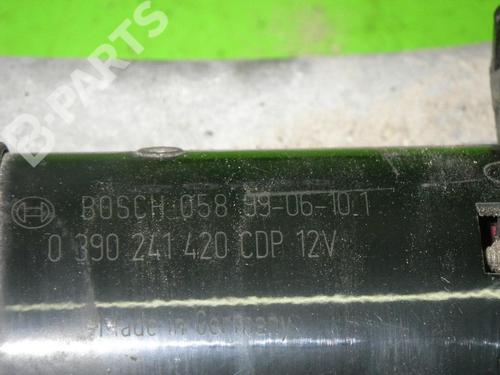 B-PARTS
BOSCH 058 99-06-10.1
0 390 241 420 CDP 12V
Made in Germany